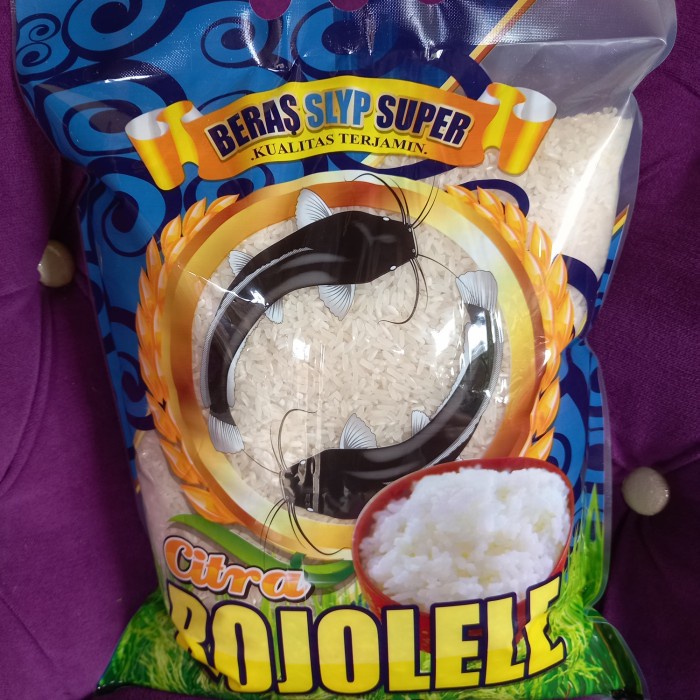 BERAS SLYP SUPER
.KUALITAS TERJAMIN.
Citra
ROJOLELE